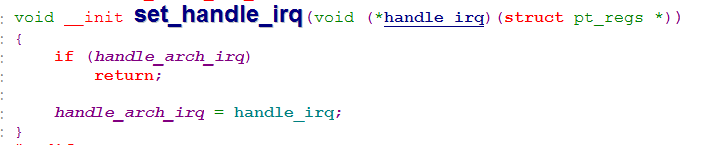 void __init set_handle_irq(void (*handle_irq)(struct pt_regs *))
{
    if (handle_arch_irq)
        return;

    handle_arch_irq = handle_irq;
}